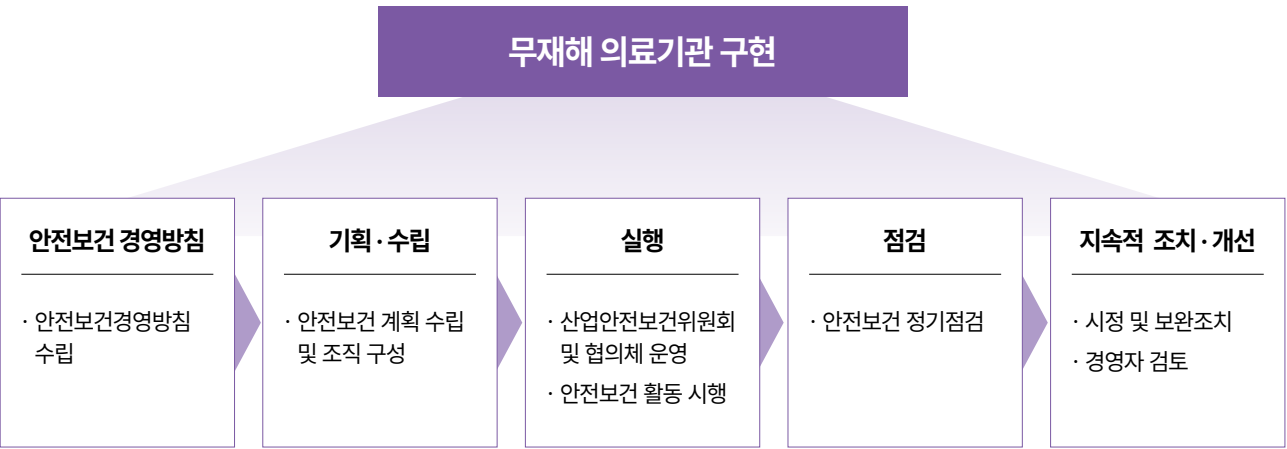 무재해 의료기관 구현
안전보건 경영방침
· 안전보건경영방침
수립
기획 · 수립
· 안전보건 계획 수립
및 조직 구성
실행
· 산업안전보건위원회
및 협의체 운영
· 안전보건 활동 시행
점검
· 안전보건 정기점검
지속적 조치 · 개선
· 시정 및 보완조치
· 경영자 검토